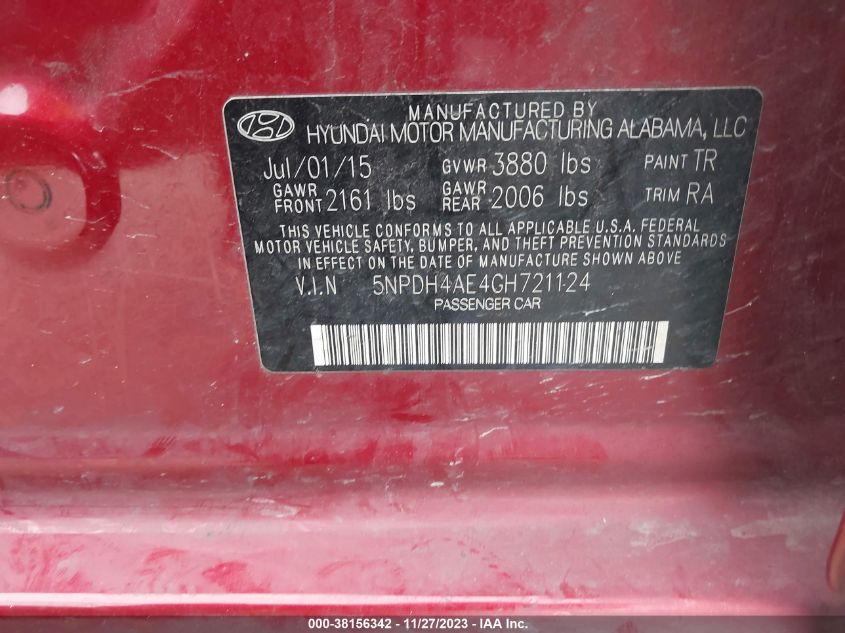 MANUFACTURED BY
HYUNDAI MOTOR MANUFACTURING ALABAMA, LLC
Jul/01/15 GVWR 3880 lbs PAINT TR
GAWR FRONT 2161 lbs GAWR REAR 2006 lbs TRIM RA
THIS VEHICLE CONFORMS TO ALL APPLICABLE U.S.A. FEDERAL
MOTOR VEHICLE SAFETY, BUMPER, AND THEFT PREVENTION STANDARDS
IN EFFECT ON THE DATE OF MANUFACTURE SHOWN ABOVE
V.I.N 5NPDH4AE4GH721124
PASSENGER CAR
000-38156342 - 11/27/2023 - IAA Inc.